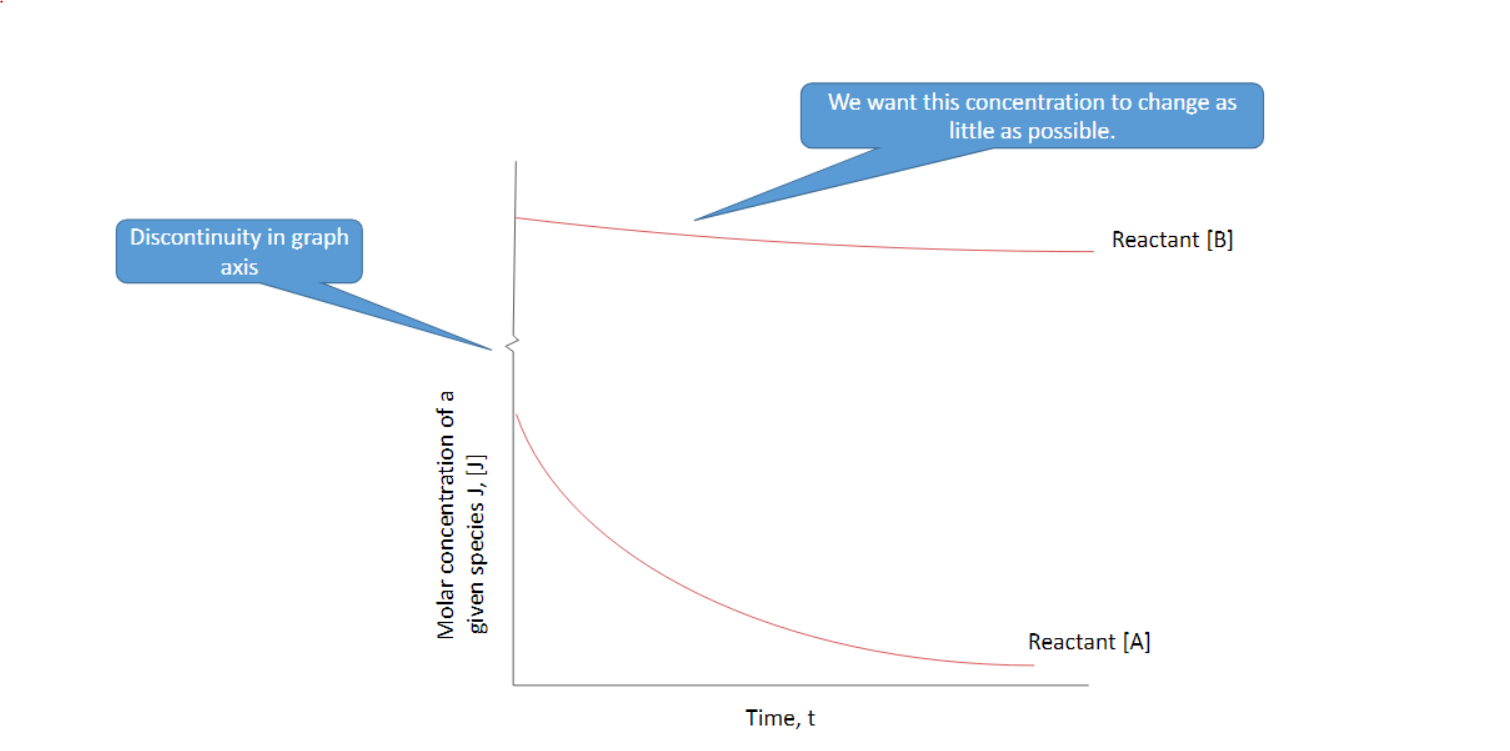 We want this concentration to change as
little as possible.
Discontinuity in graph
axis
Reactant [B]
Molar concentration of a
given species J, [J]
Reactant [A]
Time, t